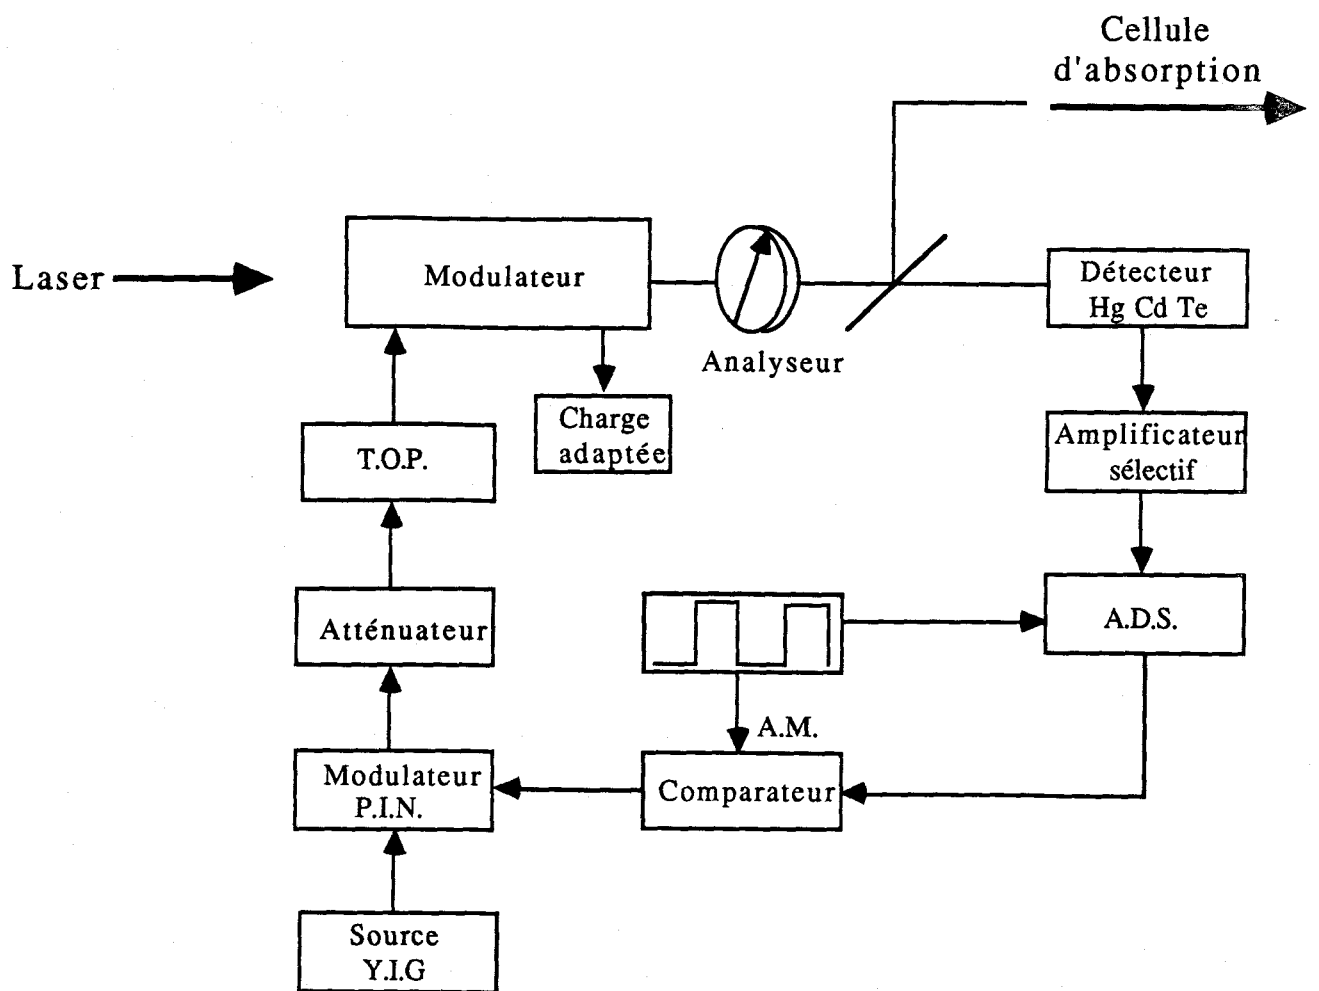 Cellule
d'absorption
Laser
Modulateur
Détecteur
Hg Cd Te
Analyseur
Charge
adaptée
Amplificateur
sélectif
T.O.P.
Atténuateur
A.D.S.
A.M.
Modulateur
P.I.N.
Comparateur
Source
Y.I.G